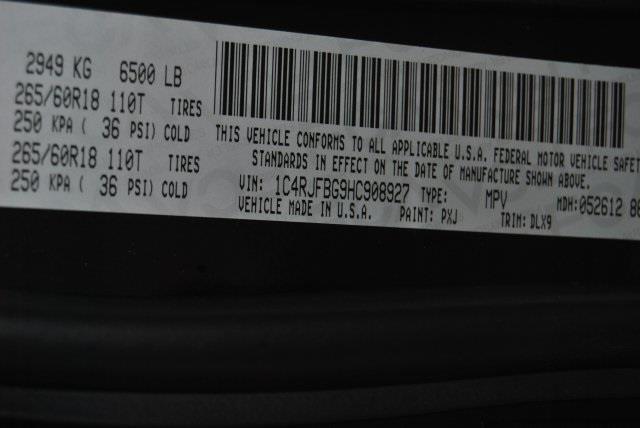 2949 KG 6500 LB
265/60R18 110T TIRES
250 KPA ( 36 PSI) COLD
265/60R18 110T TIRES
250 KPA ( 36 PSI) COLD
THIS VEHICLE CONFORMS TO ALL APPLICABLE U.S.A. FEDERAL MOTOR VEHICLE SAFET
STANDARDS IN EFFECT ON THE DATE OF MANUFACTURE SHOWN ABOVE.
VIN: 1C4RJFBG9HC908927 TYPE: MPV MDH: 052612 88
VEHICLE MADE IN U.S.A. PAINT: PXJ TRIM: DLX9